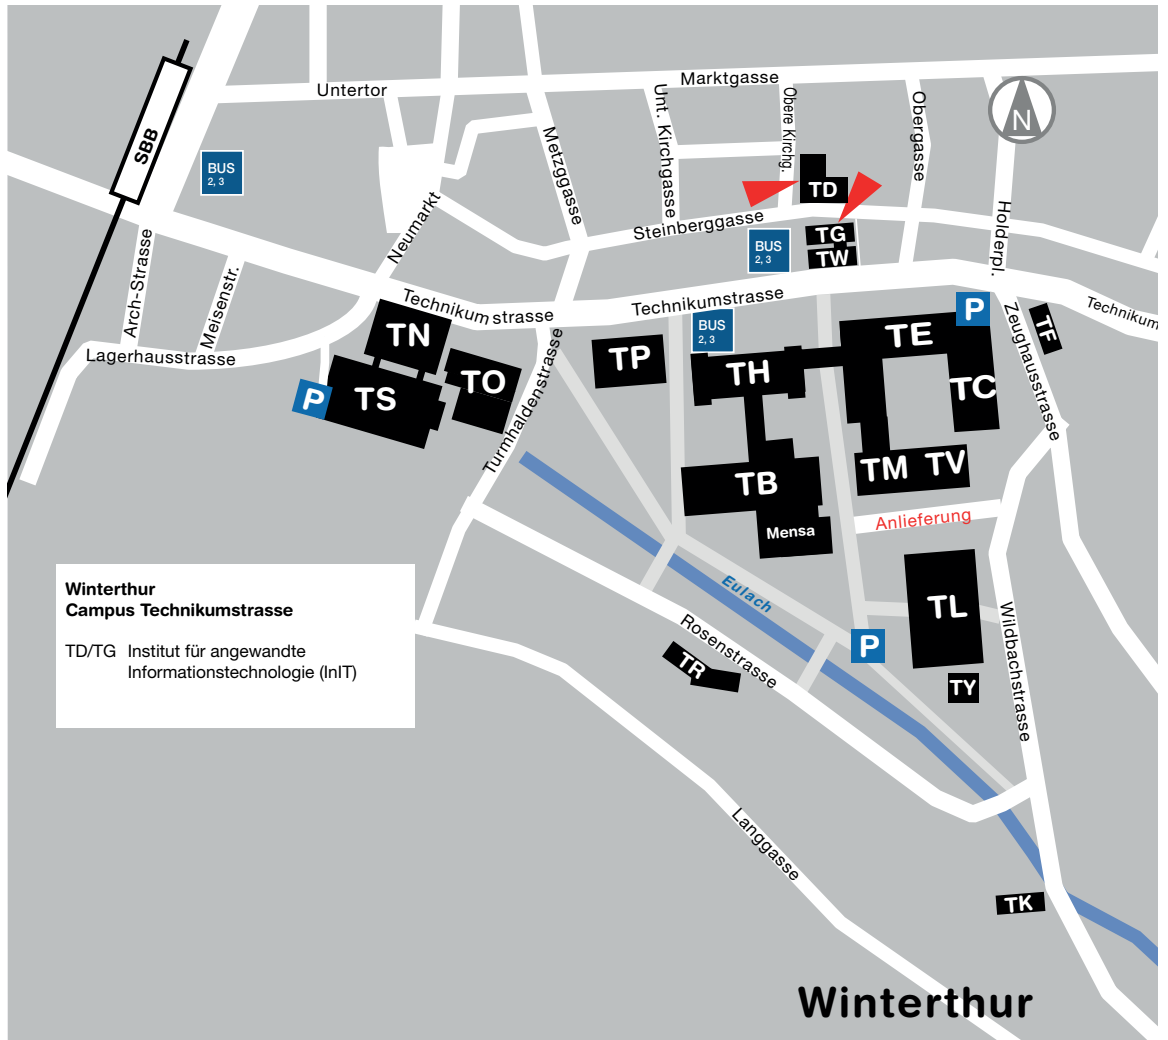 Marktgasse
Untertor
Unt. Kirchgasse
Obere Kirchg.
Obergasse
N
SBB
BUS
2, 3
Metzggasse
TD
Neumarkt
Steinberggasse
Holderpl.
TG
BUS
2, 3
TW
Arch-Strasse
Meisenstr.
Technikumstrasse
Technikumstrasse
Technikum
P
Zeughausstrasse
TF
BUS
2, 3
TN
TE
Lagerhausstrasse
TP
TH
TO
TC
TS
P
Turmhaldenstrasse
TM
TV
TB
Mensa
Anlieferung
Eulach
Winterthur
Campus Technikumstrasse
TD/TG Institut für angewandte
Informationstechnologie (InIT)
TL
Rosenstrasse
P
Wildbachstrasse
TR
TY
Langgasse
TK
Winterthur